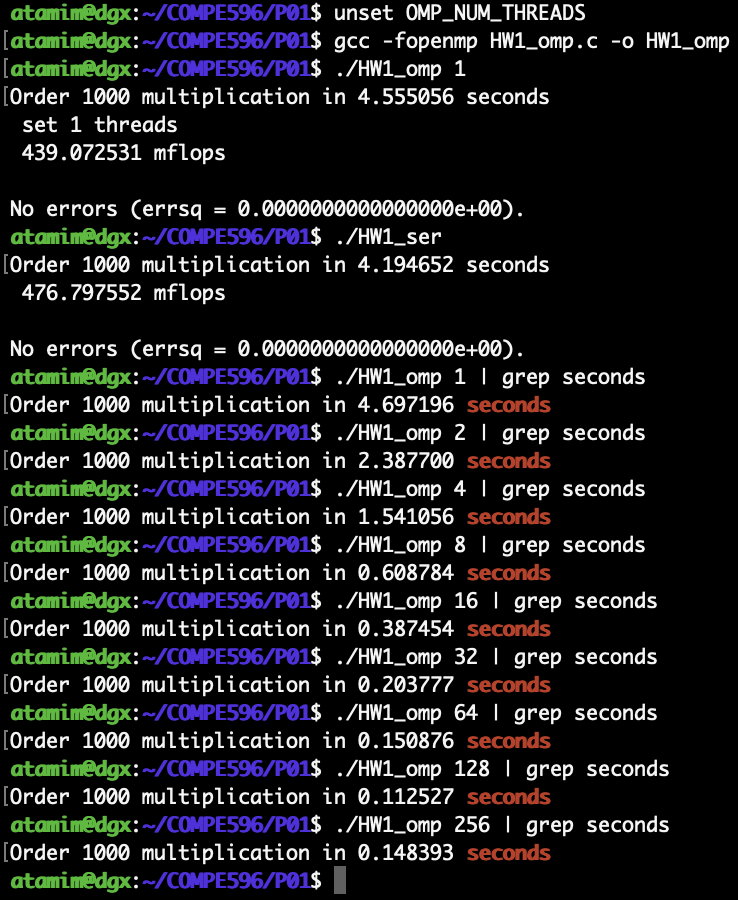 atamim@dgx:~/COMPE596/P01$ unset OMP_NUM_THREADS
[atamim@dgx:~/COMPE596/P01$ gcc -fopenmp HW1_omp.c -o HW1_omp
[atamim@dgx:~/COMPE596/P01$ ./HW1_omp 1
[Order 1000 multiplication in 4.555056 seconds
 set 1 threads
 439.072531 mflops

No errors (errsq = 0.0000000000000000e+00).
atamim@dgx:~/COMPE596/P01$ ./HW1_ser
[Order 1000 multiplication in 4.194652 seconds
 476.797552 mflops

No errors (errsq = 0.0000000000000000e+00).
atamim@dgx:~/COMPE596/P01$ ./HW1_omp 1 | grep seconds
[Order 1000 multiplication in 4.697196 seconds
atamim@dgx:~/COMPE596/P01$ ./HW1_omp 2 | grep seconds
[Order 1000 multiplication in 2.387700 seconds
atamim@dgx:~/COMPE596/P01$ ./HW1_omp 4 | grep seconds
[Order 1000 multiplication in 1.541056 seconds
atamim@dgx:~/COMPE596/P01$ ./HW1_omp 8 | grep seconds
[Order 1000 multiplication in 0.608784 seconds
atamim@dgx:~/COMPE596/P01$ ./HW1_omp 16 | grep seconds
[Order 1000 multiplication in 0.387454 seconds
atamim@dgx:~/COMPE596/P01$ ./HW1_omp 32 | grep seconds
[Order 1000 multiplication in 0.203777 seconds
atamim@dgx:~/COMPE596/P01$ ./HW1_omp 64 | grep seconds
[Order 1000 multiplication in 0.150876 seconds
atamim@dgx:~/COMPE596/P01$ ./HW1_omp 128 | grep seconds
[Order 1000 multiplication in 0.112527 seconds
atamim@dgx:~/COMPE596/P01$ ./HW1_omp 256 | grep seconds
[Order 1000 multiplication in 0.148393 seconds
atamim@dgx:~/COMPE596/P01$